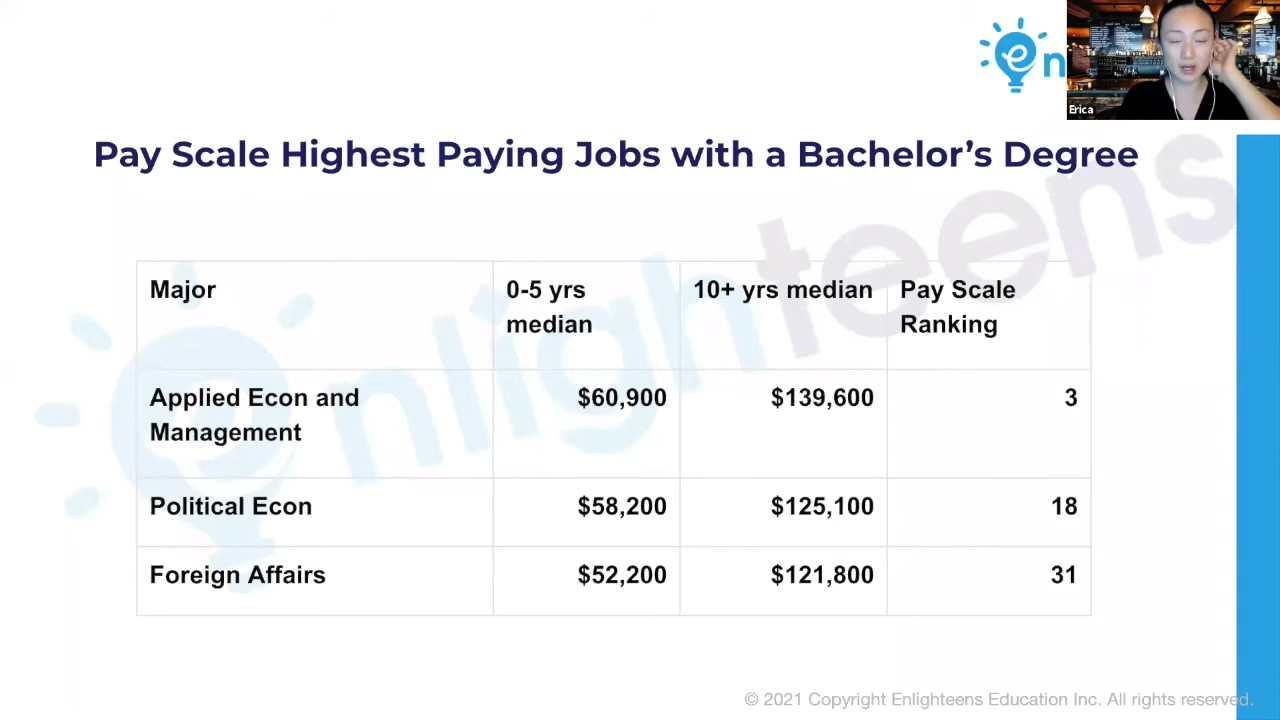 en
Erica
Pay Scale Highest Paying Jobs with a Bachelor's Degree
enlighteens
Major
0-5 yrs
median
10+ yrs median
Pay Scale
Ranking
Applied Econ and
Management
$60,900
$139,600
3
Political Econ
$58,200
$125,100
18
Foreign Affairs
$52,200
$121,800
31
© 2021 Copyright Enlighteens Education Inc. All rights reserved.